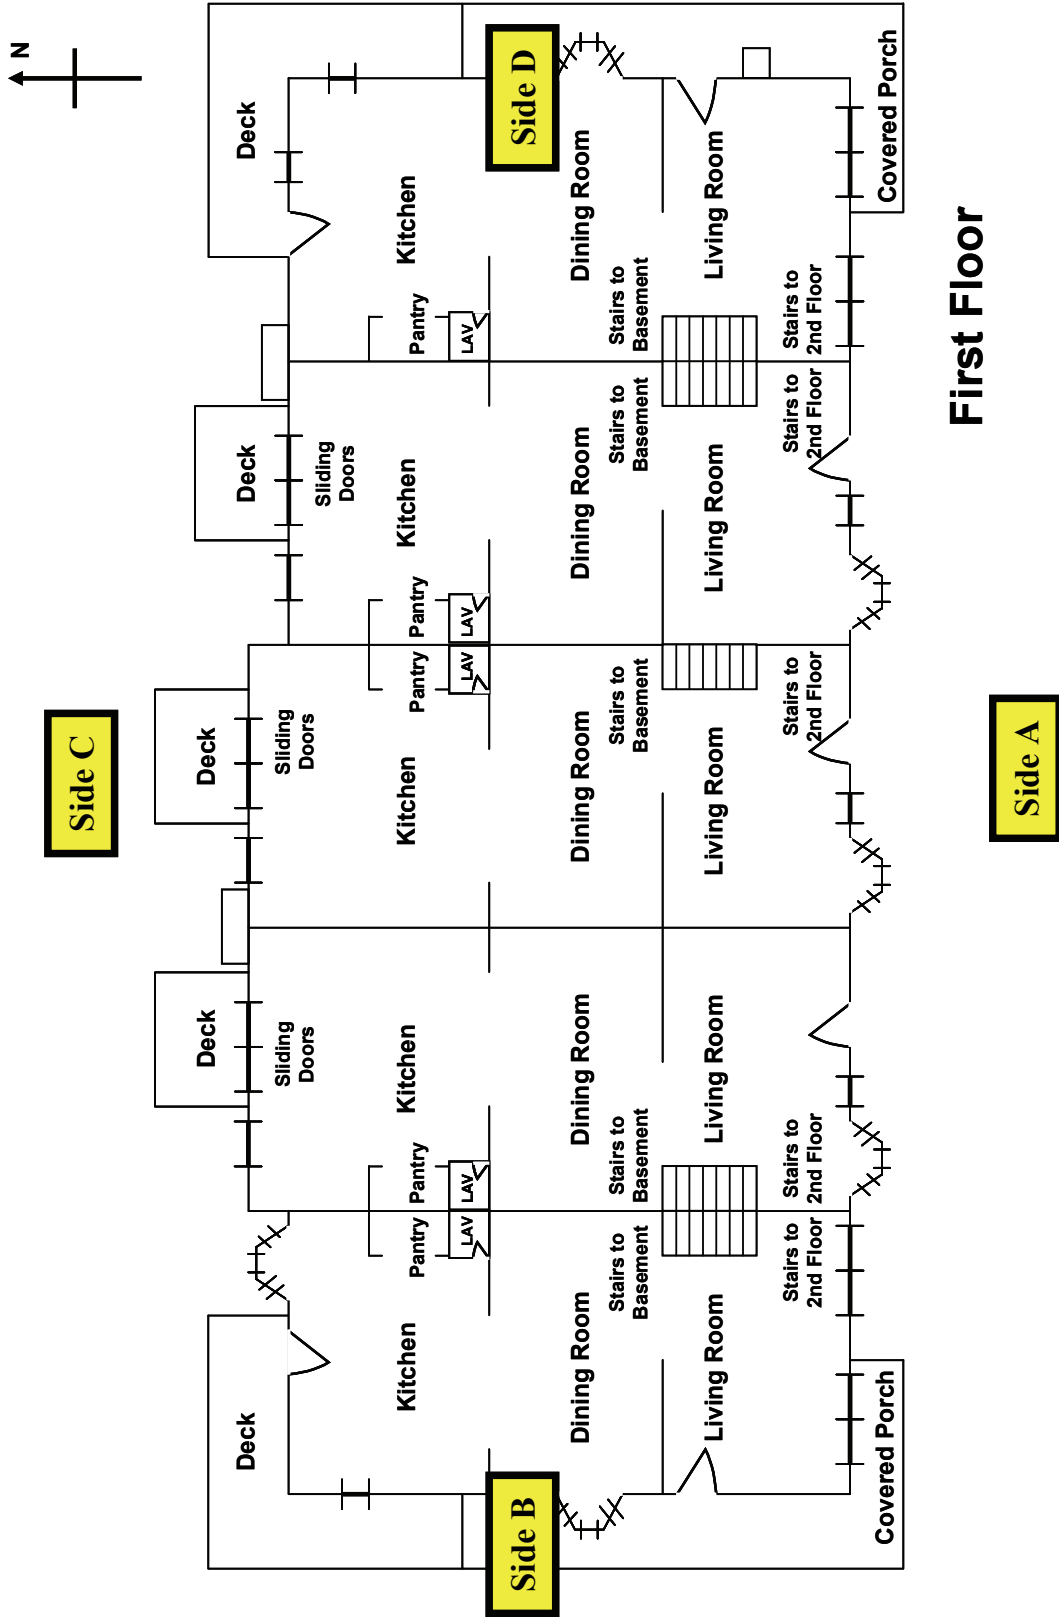 N
Side C
Deck
Deck
Deck
Deck
Deck
Sliding
Doors
Sliding
Doors
Sliding
Doors
Kitchen
Kitchen
Kitchen
Kitchen
Kitchen
Pantry
Pantry
Pantry
Pantry
Pantry
LAV
LAV
LAV
LAV
LAV
Side B
Side D
Dining Room
Dining Room
Dining Room
Dining Room
Dining Room
Stairs to
Basement
Stairs to
Basement
Stairs to
Basement
Stairs to
Basement
Stairs to
Basement
Living Room
Living Room
Living Room
Living Room
Living Room
Stairs to
2nd Floor
Stairs to
2nd Floor
Stairs to
2nd Floor
Stairs to
2nd Floor
Stairs to
2nd Floor
Covered Porch
Covered Porch
First Floor
Side A